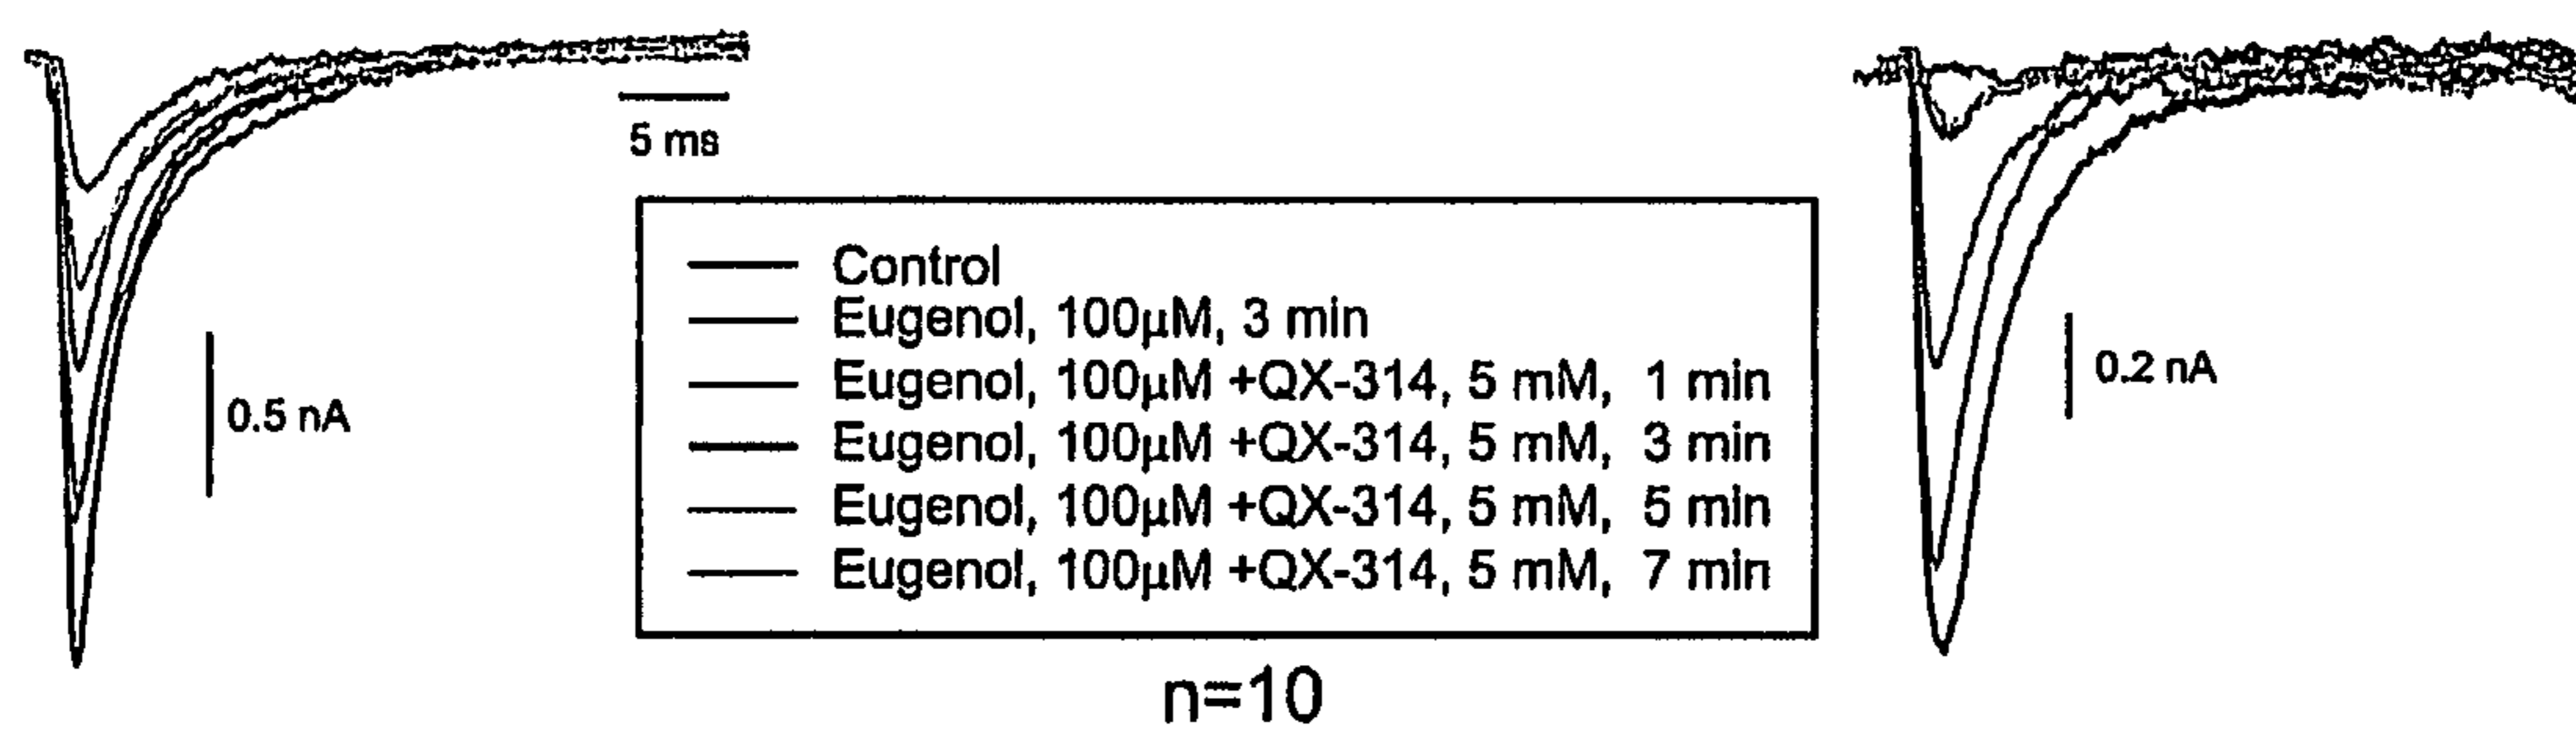 5 ms
0.5 nA
Control
Eugenol, 100µM, 3 min
Eugenol, 100µM +QX-314, 5 mM, 1 min
Eugenol, 100µM +QX-314, 5 mM, 3 min
Eugenol, 100µM +QX-314, 5 mM, 5 min
Eugenol, 100µM +QX-314, 5 mM, 7 min
n=10
0.2 nA